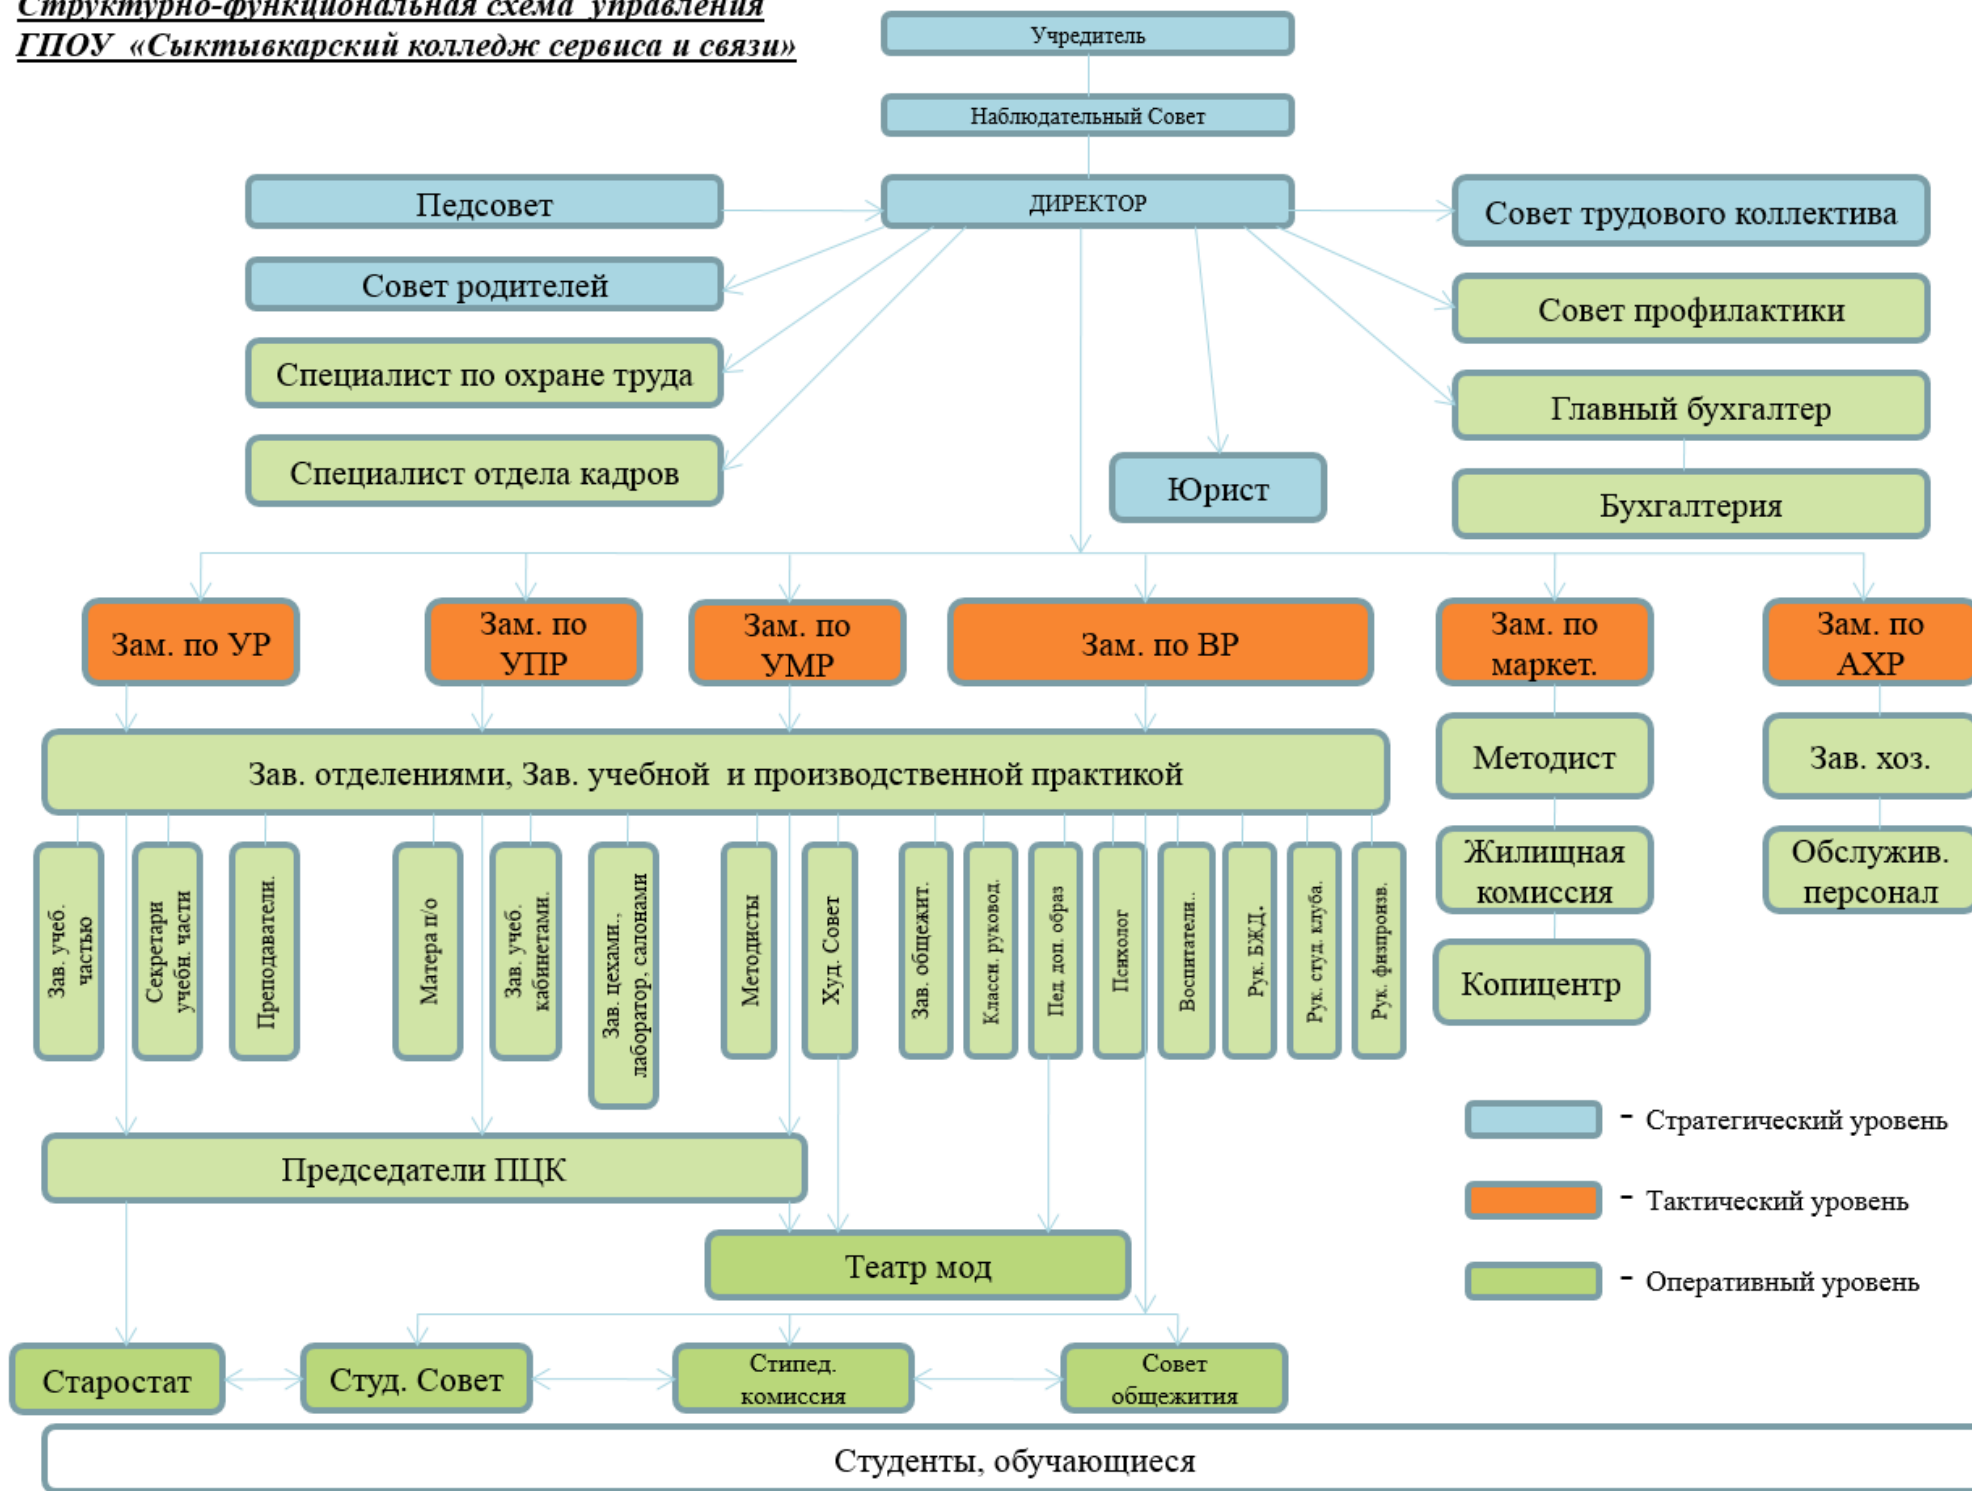 Структурно-функциональная схема управления
ГПОУ «Сыктывкарский колледж сервиса и связи»
Учредитель
Наблюдательный Совет
Педсовет
ДИРЕКТОР
Совет трудового коллектива
Совет родителей
Совет профилактики
Специалист по охране труда
Главный бухгалтер
Специалист отдела кадров
Юрист
Бухгалтерия
Зам. по УР
Зам. по
УПР
Зам. по
УМР
Зам. по ВР
Зам. по
маркет.
Зам. по
АХР
Зав. отделениями, Зав. учебной и производственной практикой
Методист
Зав. хоз.
Зав. учеб.
частью
Секретари
учебн. части
Преподаватели.
Матера п/о
Зав. учеб.
кабинетами.
Зав. цехами.,
лаборатор, салонами
Методисты
Худ. Совет
Зав. общежит.
Классн. руковод.
Пед. доп. образ
Психолог
Воспитатели..
Рук. БЖД.
Рук. студ. клуба.
Рук. физпроизв.
Жилищная
комиссия
Обслужив.
персонал
Копицентр
- Стратегический уровень
Председатели ПЦК
- Тактический уровень
Театр мод
- Оперативный уровень
Старостат
Студ. Совет
Стипед.
комиссия
Совет
общежития
Студенты, обучающиеся